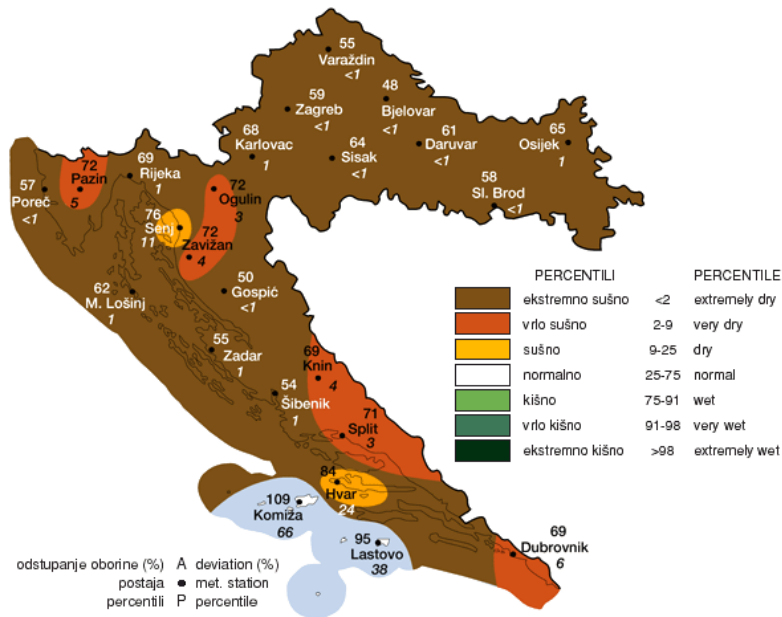 55
Varaždin
<1
48
Bjelovar
<1
59
Zagreb
<1
68
Karlovac
1
64
Sisak
<1
61
Daruvar
<1
65
Osijek
1
58
Sl. Brod
<1
72
Pazin
5
69
Rijeka
1
57
Poreč
<1
72
Ogulin
3
76
Senj
11
72
Zavižan
4
50
Gospić
<1
62
M. Lošinj
1
55
Zadar
1
69
Knin
4
54
Šibenik
1
71
Split
3
84
Hvar
24
109
Komiža
66
95
Lastovo
38
69
Dubrovnik
6
PERCENTILI PERCENTILE
ekstremno sušno <2 extremely dry
vrlo sušno 2-9 very dry
sušno 9-25 dry
normalno 25-75 normal
kišno 75-91 wet
vrlo kišno 91-98 very wet
ekstremno kišno >98 extremely wet
odstupanje oborine (%) A deviation (%)
postaja met. station
percentili P percentile